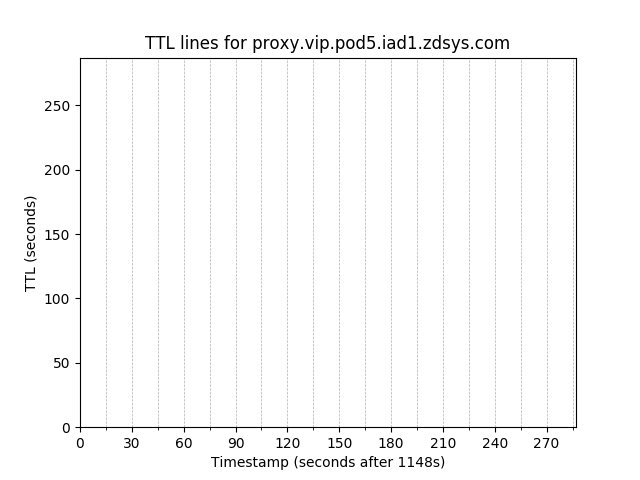 TTL lines for proxy.vip.pod5.iad1.zdsys.com
250
200
150
100
50
0
TTL (seconds)
0 30 60 90 120 150 180 210 240 270
Timestamp (seconds after 1148s)